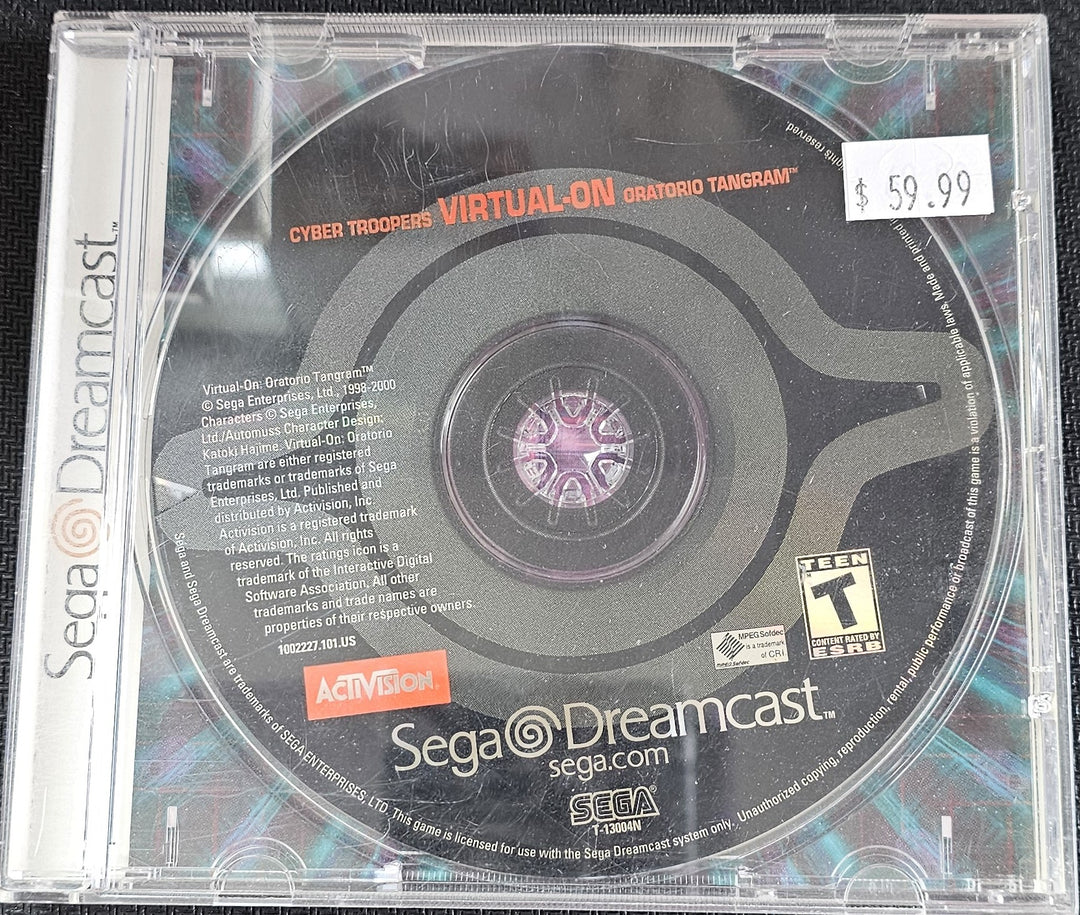 Sega Dreamcast™
$ 59.99
CYBER TROOPERS VIRTUAL-ON ORATORIO TANGRAM™
Virtual-On: Oratorio Tangram™
© Sega Enterprises, Ltd., 1998-2000
Characters © Sega Enterprises,
Ltd./Automuss Character Design:
Katoki Hajime. Virtual-On: Oratorio
Tangram are either registered
trademarks or trademarks of Sega
Enterprises, Ltd. Published and
distributed by Activision, Inc.
Activision is a registered trademark
of Activision, Inc. All rights
reserved. The ratings icon is a
trademark of the Interactive Digital
Software Association. All other
trademarks and trade names are
properties of their respective owners.
1002227.101.US
ACTIVISION®
MPEG Sofdec
is a trademark
of CRi
MPEG Sofdec
TEEN
T
CONTENT RATED BY
ESRB
Sega Dreamcast™
sega.com
SEGA®
T-13004N
Sega and Sega Dreamcast are trademarks of SEGA ENTERPRISES, LTD. This game is licensed for use with the Sega Dreamcast system only. Unauthorized copying, reproduction, rental, public performance or broadcast of this game is a violation of applicable laws. Made and printed
rights reserved.